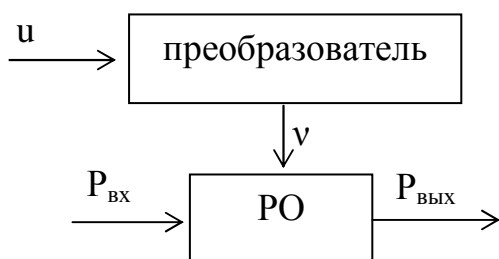 u
преобразователь
ν
Pвх
РО
Pвых